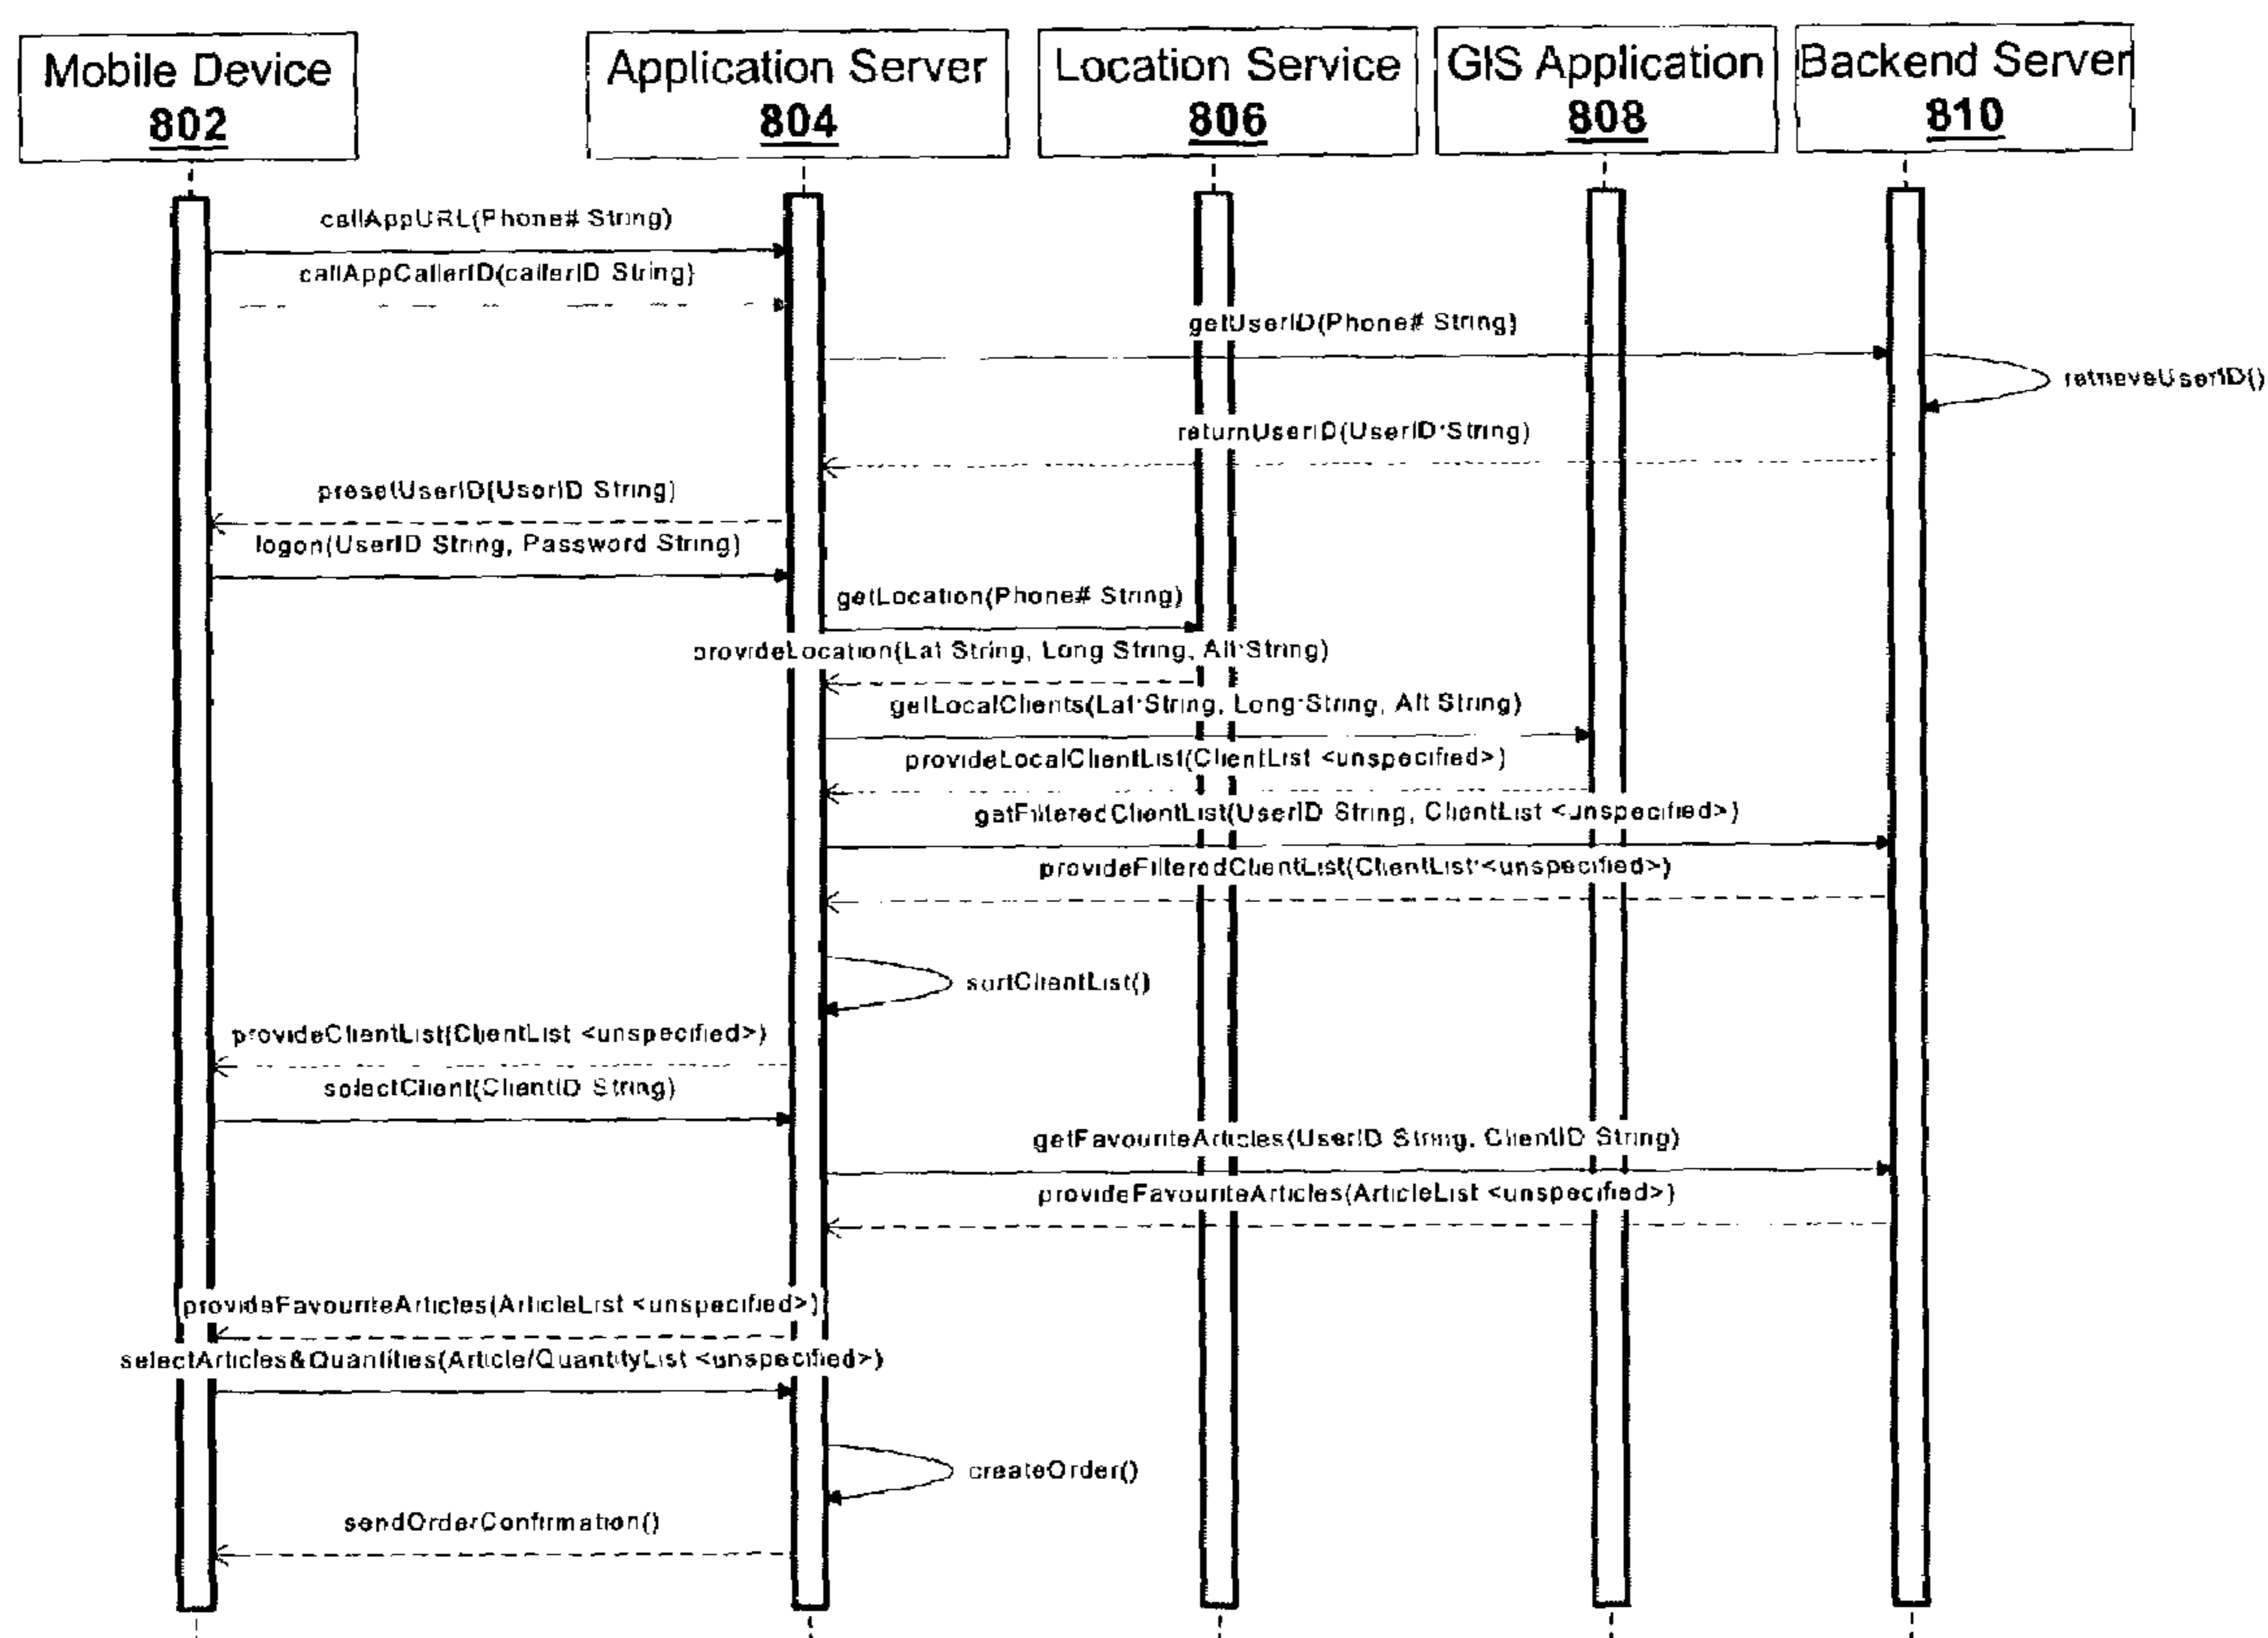 Mobile Device
802
Application Server
804
Location Service
806
GIS Application
808
Backend Server
810
callAppURL(Phone# String)
callAppCallerID(callerID String)
getUserID(Phone# String)
retrieveUserID()
returnUserID(UserID:String)
presetUserID(UserID String)
logon(UserID String, Password String)
getLocation(Phone# String)
provideLocation(Lat String, Long String, Alt:String)
getLocalClients(Lat:String, Long:String, Alt String)
provideLocalClientList(ClientList <unspecified>)
getFilteredClientList(UserID String, ClientList <unspecified>)
provideFilteredClientList(ClientList:<unspecified>)
sortClientList()
provideClientList(ClientList <unspecified>)
selectClient(ClientID String)
getFavouriteArticles(UserID String, ClientID String)
provideFavouriteArticles(ArticleList <unspecified>)
provideFavouriteArticles(ArticleList <unspecified>)
selectArticles&Quantities(Article/QuantityList <unspecified>)
createOrder()
sendOrderConfirmation()